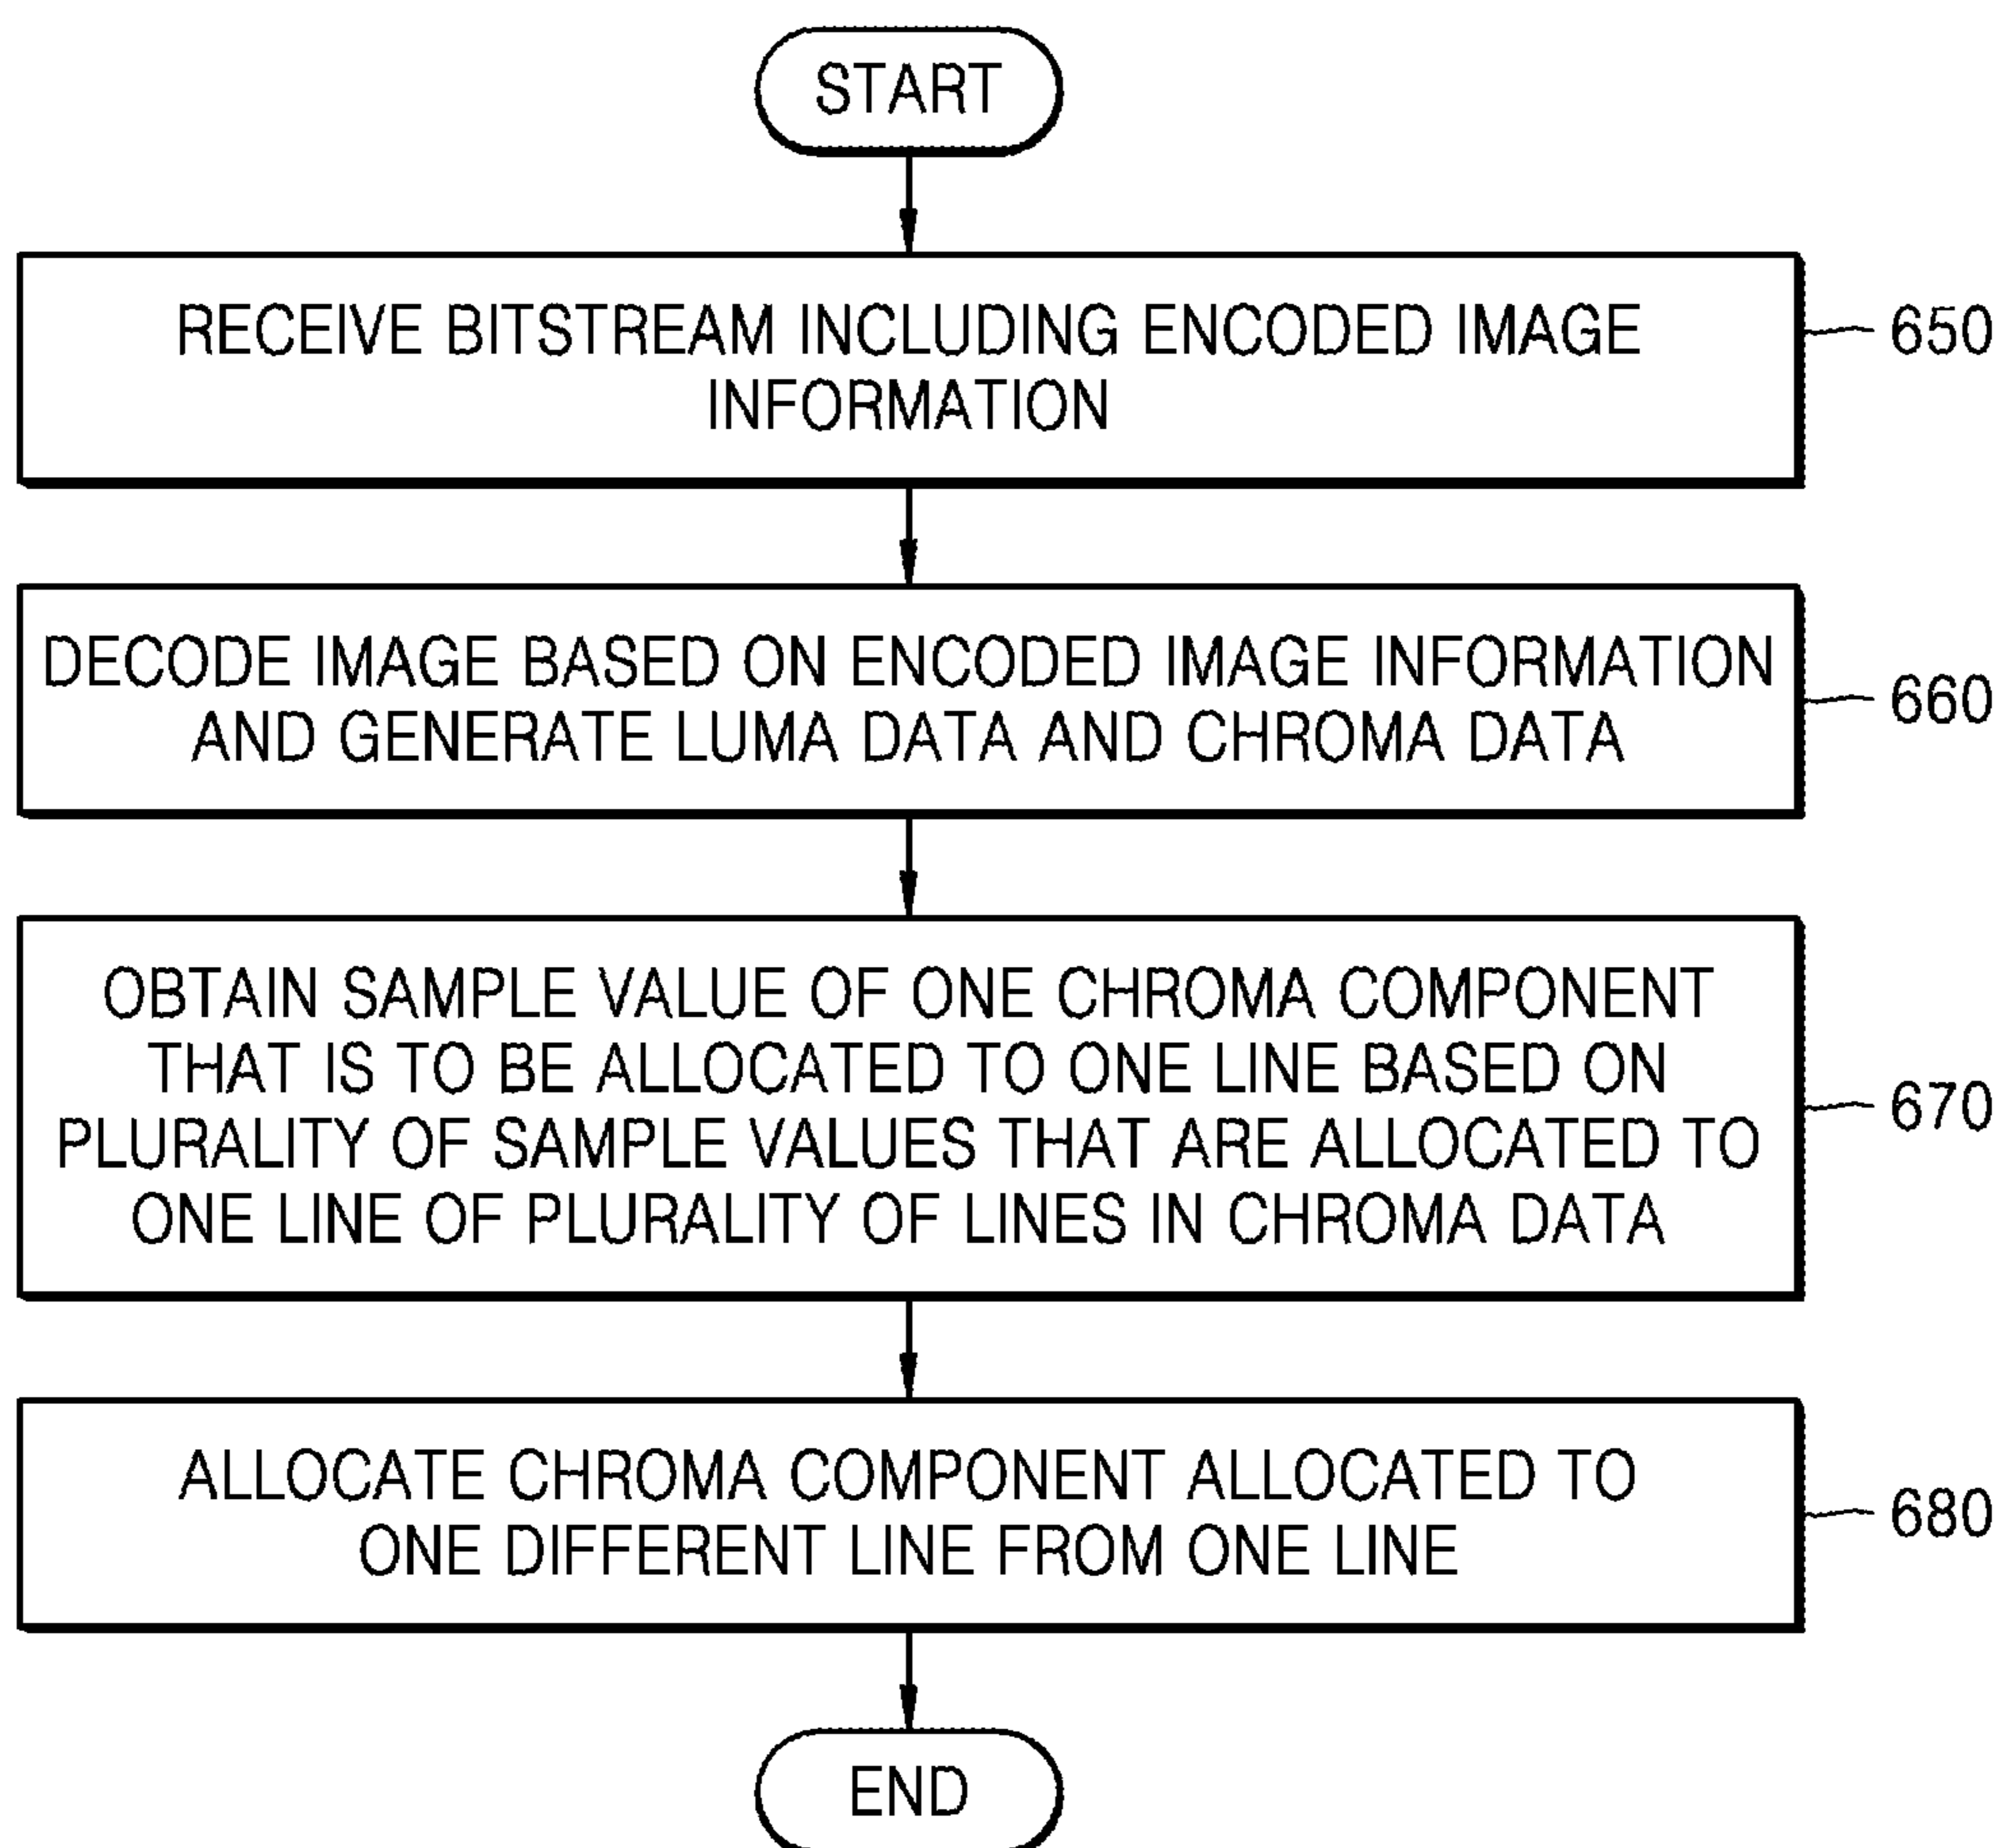 START
RECEIVE BITSTREAM INCLUDING ENCODED IMAGE
INFORMATION
650
DECODE IMAGE BASED ON ENCODED IMAGE INFORMATION
AND GENERATE LUMA DATA AND CHROMA DATA
660
OBTAIN SAMPLE VALUE OF ONE CHROMA COMPONENT
THAT IS TO BE ALLOCATED TO ONE LINE BASED ON
PLURALITY OF SAMPLE VALUES THAT ARE ALLOCATED TO
ONE LINE OF PLURALITY OF LINES IN CHROMA DATA
670
ALLOCATE CHROMA COMPONENT ALLOCATED TO
ONE DIFFERENT LINE FROM ONE LINE
680
END